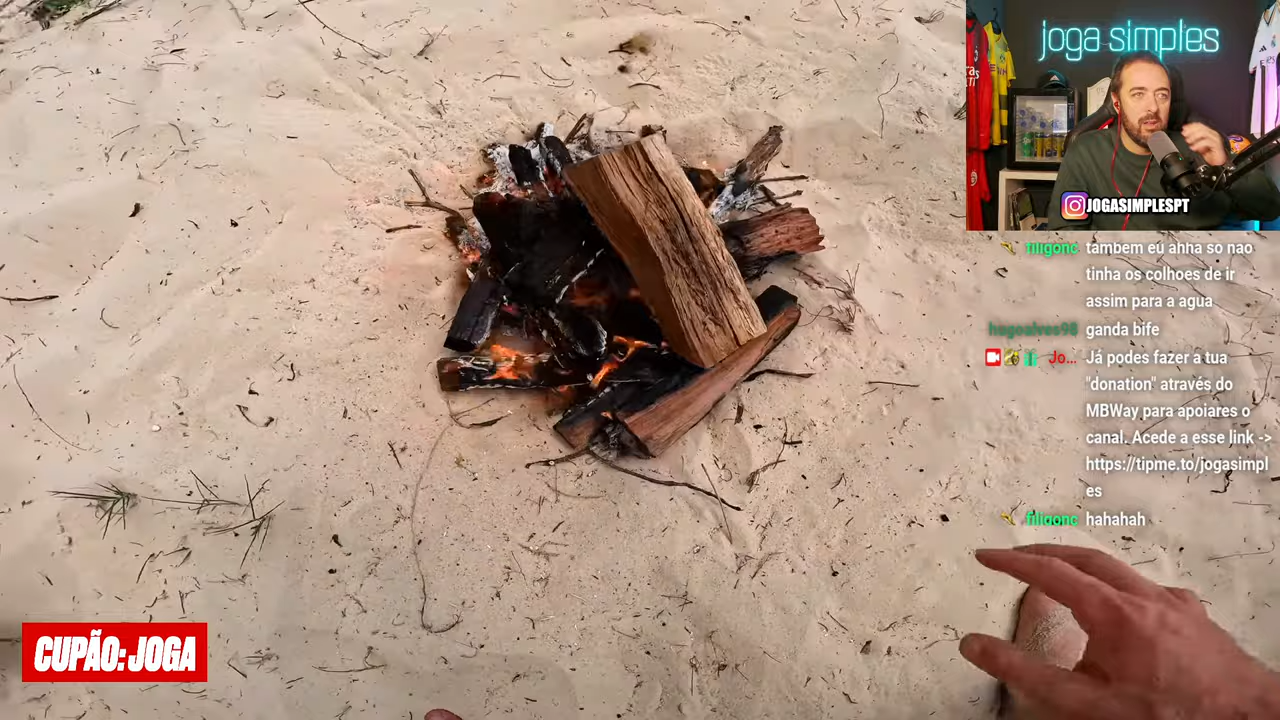 joga simples
JOGASIMPLESPT
filigonc tambem eu ahha so nao
tinha os colhoes de ir
assim para a agua
hugoalves98 ganda bife
Jo... Já podes fazer a tua
"donation" através do
MBWay para apoiares o
canal. Acede a esse link ->
https://tipme.to/jogasimpl
es
filigonc hahahah
CUPÃO: JOGA